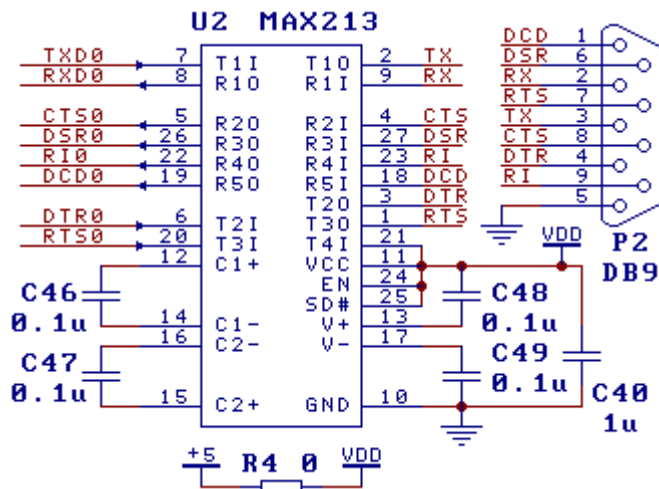 U2 MAX213
TXD0 7 T1I T1O 2 TX
RXD0 8 R1O R1I 9 RX
CTS0 5 R2O R2I 4 CTS
DSR0 26 R3O R3I 27 DSR
RI0 22 R4O R4I 23 RI
DCD0 19 R5O R5I 18 DCD
T2O 3 DTR
DTR0 6 T2I T3O 1 RTS
RTS0 20 T3I T4I 21
12 C1+ VCC 11
EN 24
SD# 25
C46 0.1u
14 C1- V+ 13
16 C2- V- 17
C47 0.1u
15 C2+ GND 10
C48 0.1u
C49 0.1u
C40 1u
VDD
DCD 1
DSR 6
RX 2
RTS 7
TX 3
CTS 8
DTR 4
RI 9
5
P2
DB9
+5 R4 0 VDD